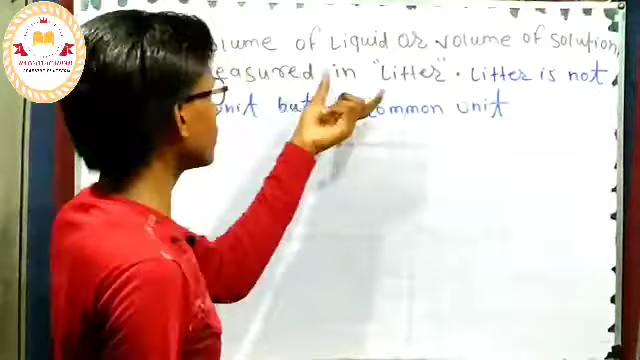 olume of Liquid or volume of solution
easured in "Litter". Litter is not
unit but common unit